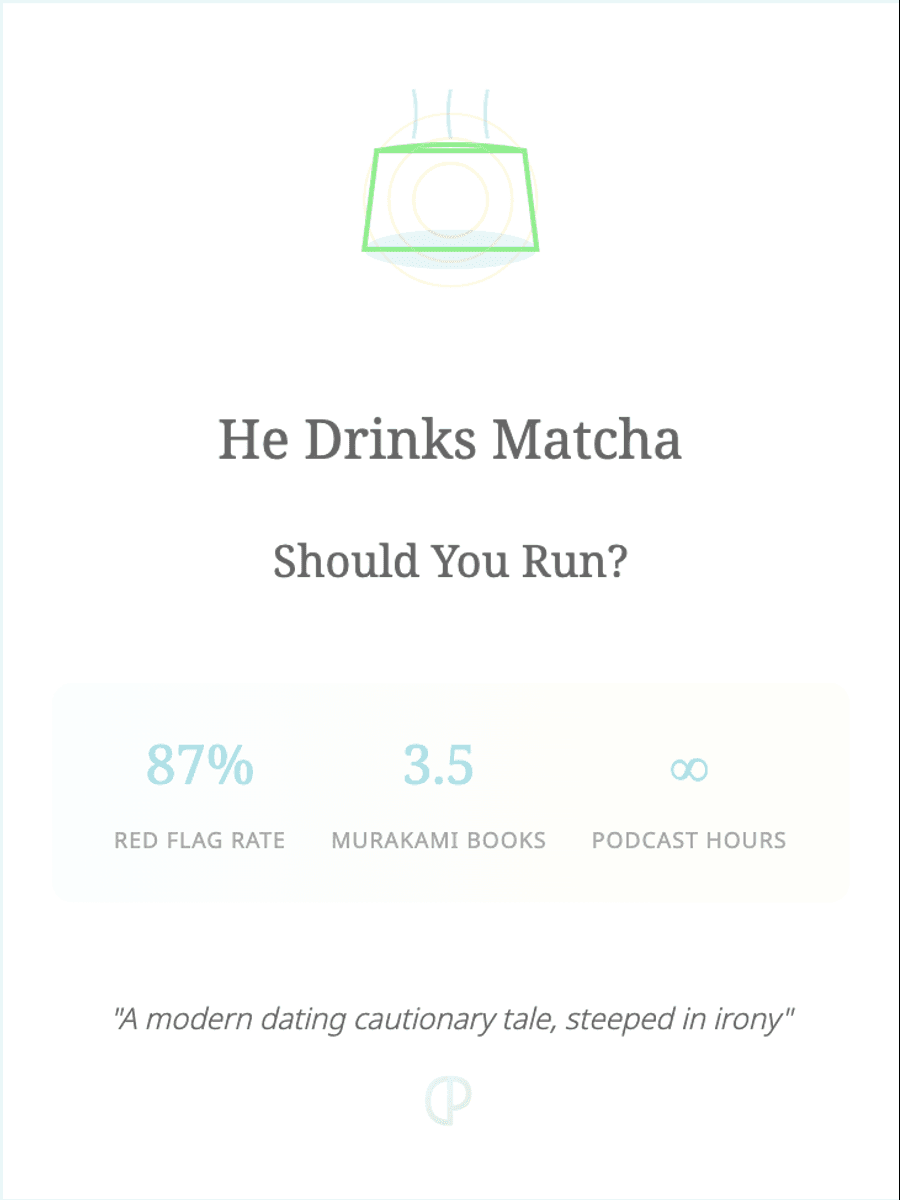 He Drinks Matcha
Should You Run?
87% 3.5 ∞
RED FLAG RATE MURAKAMI BOOKS PODCAST HOURS
"A modern dating cautionary tale, steeped in irony"